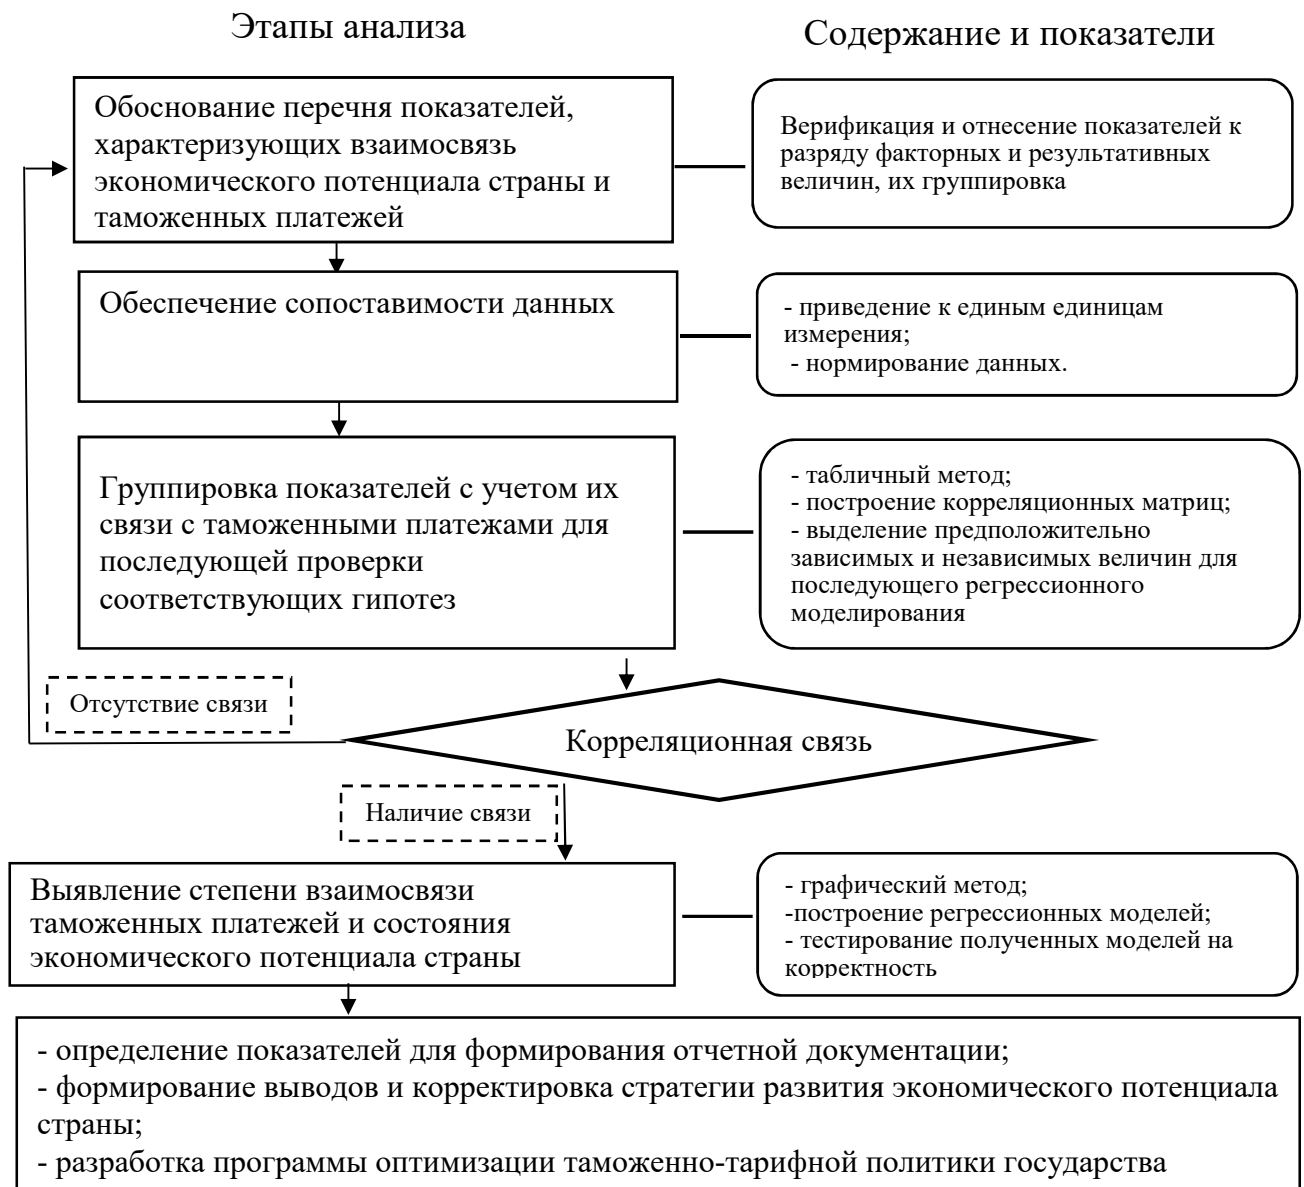 Этапы анализа
Содержание и показатели
Обоснование перечня показателей,
характеризующих взаимосвязь
экономического потенциала страны и
таможенных платежей
Верификация и отнесение показателей к
разряду факторных и результативных
величин, их группировка
Обеспечение сопоставимости данных
- приведение к единым единицам
измерения;
- нормирование данных.
Группировка показателей с учетом их
связи с таможенными платежами для
последующей проверки
соответствующих гипотез
- табличный метод;
- построение корреляционных матриц;
- выделение предположительно
зависимых и независимых величин для
последующего регрессионного
моделирования
Отсутствие связи
Корреляционная связь
Наличие связи
Выявление степени взаимосвязи
таможенных платежей и состояния
экономического потенциала страны
- графический метод;
-построение регрессионных моделей;
- тестирование полученных моделей на
корректность
- определение показателей для формирования отчетной документации;
- формирование выводов и корректировка стратегии развития экономического потенциала
страны;
- разработка программы оптимизации таможенно-тарифной политики государства